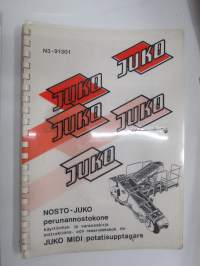 N3-91301
JUKO
JUKO
JUKO
JUKO
JUKO
NOSTO-JUKO
perunannostokone
käyttöohje- ja varaosakirja
instruktions- och reservdelsbok för
JUKO MIDI potatisupptagare